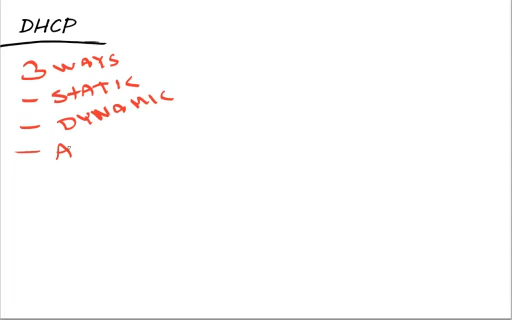 DHCP
3 WAYS
- STATIC
- DYNAMIC
- A